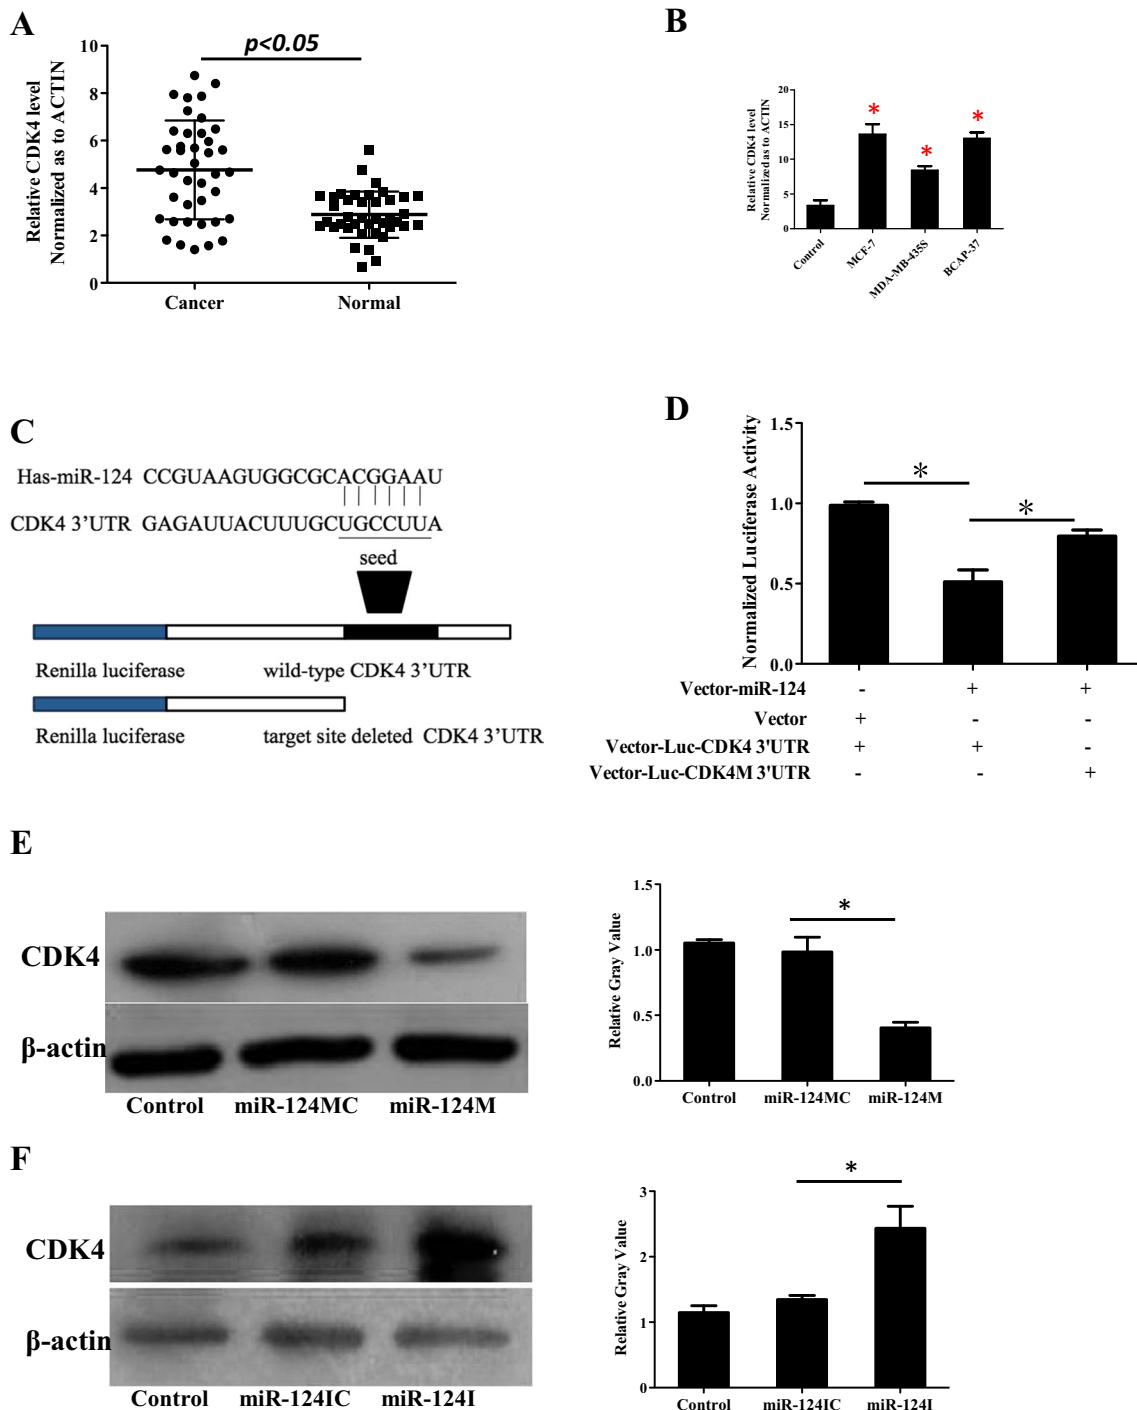 A
p<0.05
Relative CDK4 level
Normalized as to ACTIN
10
8
6
4
2
0
Cancer
Normal
B
Relative CDK4 level
Normalized as to ACTIN
20
15
10
5
0
*
*
*
Control
MCF-7
MDA-MB-435S
BCAP-37
C
Has-miR-124 CCGUAAGUGGCGCACGGAAU
CDK4 3'UTR GAGAUUACUUUGCUGCCUUA
seed
Renilla luciferase wild-type CDK4 3'UTR
Renilla luciferase target site deleted CDK4 3'UTR
D
Normalized Luciferase Activity
1.5
1.0
0.5
0.0
*
*
Vector-miR-124 - + +
Vector + - -
Vector-Luc-CDK4 3'UTR + + -
Vector-Luc-CDK4M 3'UTR - - +
E
CDK4
β-actin
Control miR-124MC miR-124M
Relative Gray Value
1.5
1.0
0.5
0.0
*
Control miR-124MC miR-124M
F
CDK4
β-actin
Control miR-124IC miR-124I
Relative Gray Value
3
2
1
0
*
Control miR-124IC miR-124I